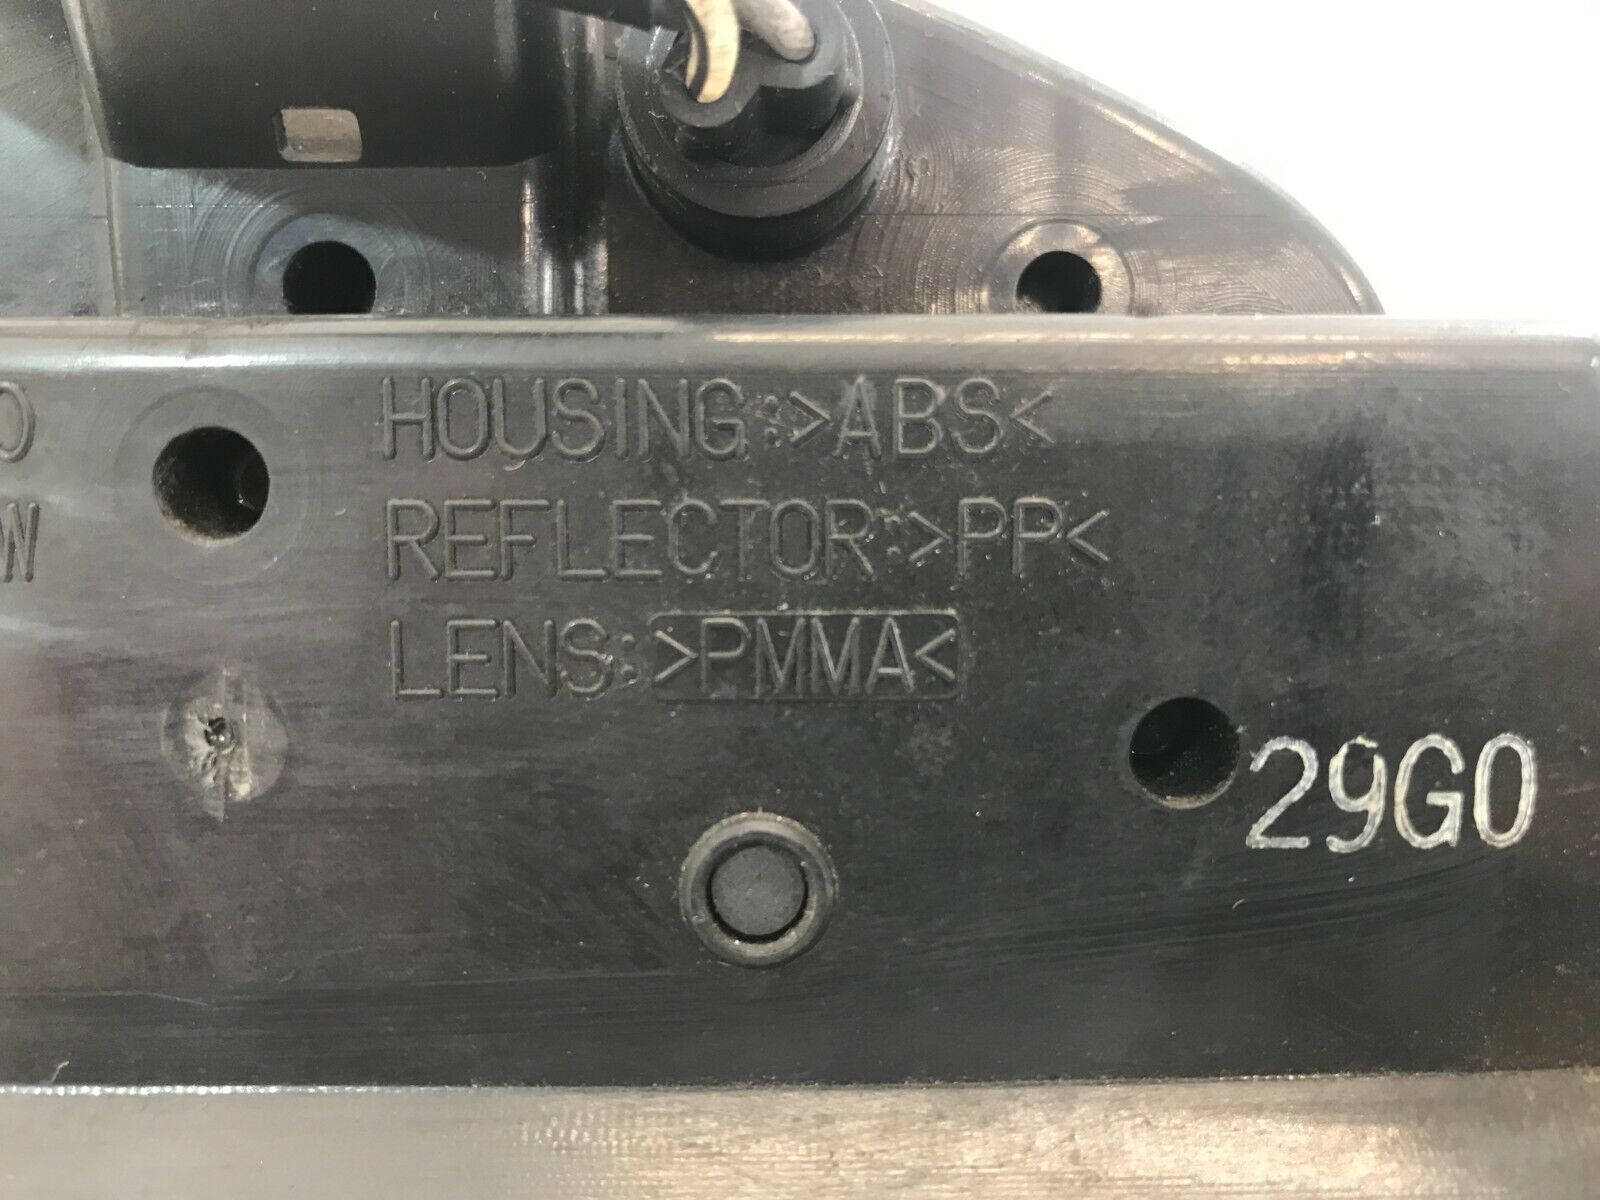 O
HOUSING:>ABS<
W
REFLECTOR:>PP<
LENS:>PMMA<
29G0